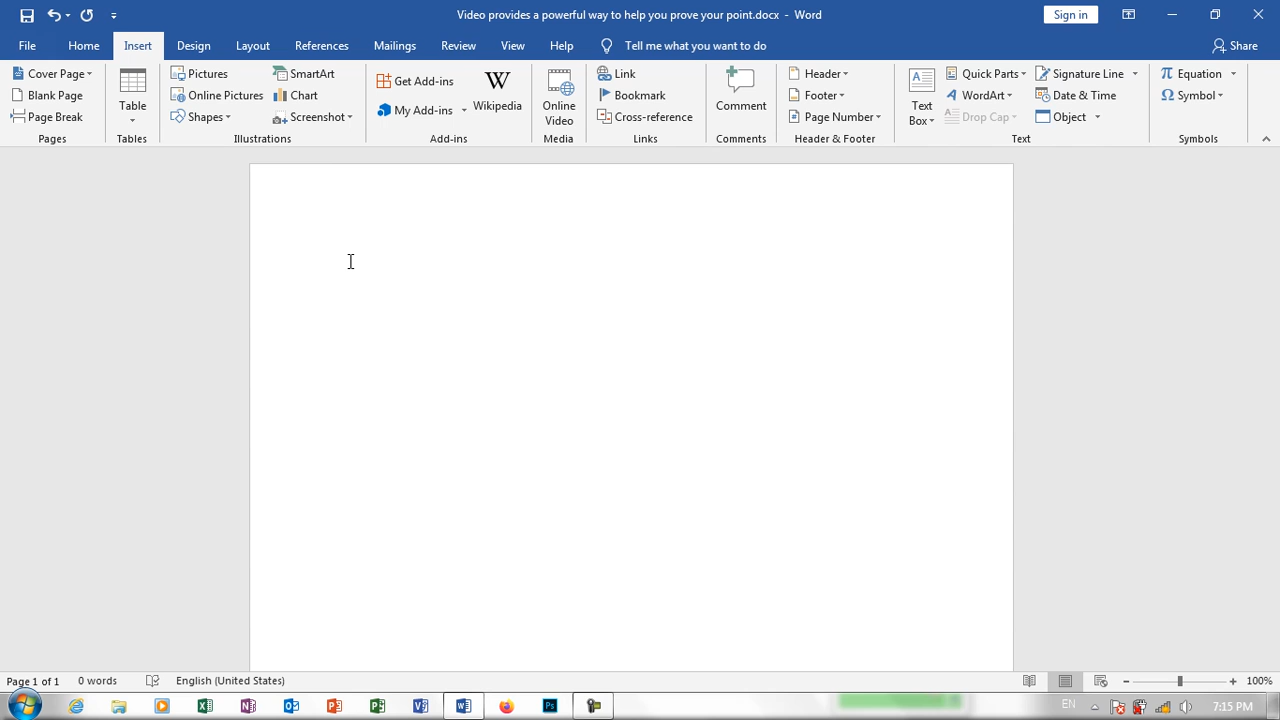 Video provides a powerful way to help you prove your point.docx - Word
Sign in
File Home Insert Design Layout References Mailings Review View Help Tell me what you want to do Share
Cover Page
Blank Page
Page Break
Pages
Table
Tables
Pictures
Online Pictures
Shapes
SmartArt
Chart
Screenshot
Illustrations
Get Add-ins
My Add-ins
W
Wikipedia
Add-ins
Online
Video
Media
Link
Bookmark
Cross-reference
Links
Comment
Comments
Header
Footer
Page Number
Header & Footer
Text
Box
Quick Parts
WordArt
Drop Cap
Signature Line
Date & Time
Object
Text
π Equation
Ω Symbol
Symbols
Page 1 of 1 0 words English (United States) 100%
EN 7:15 PM